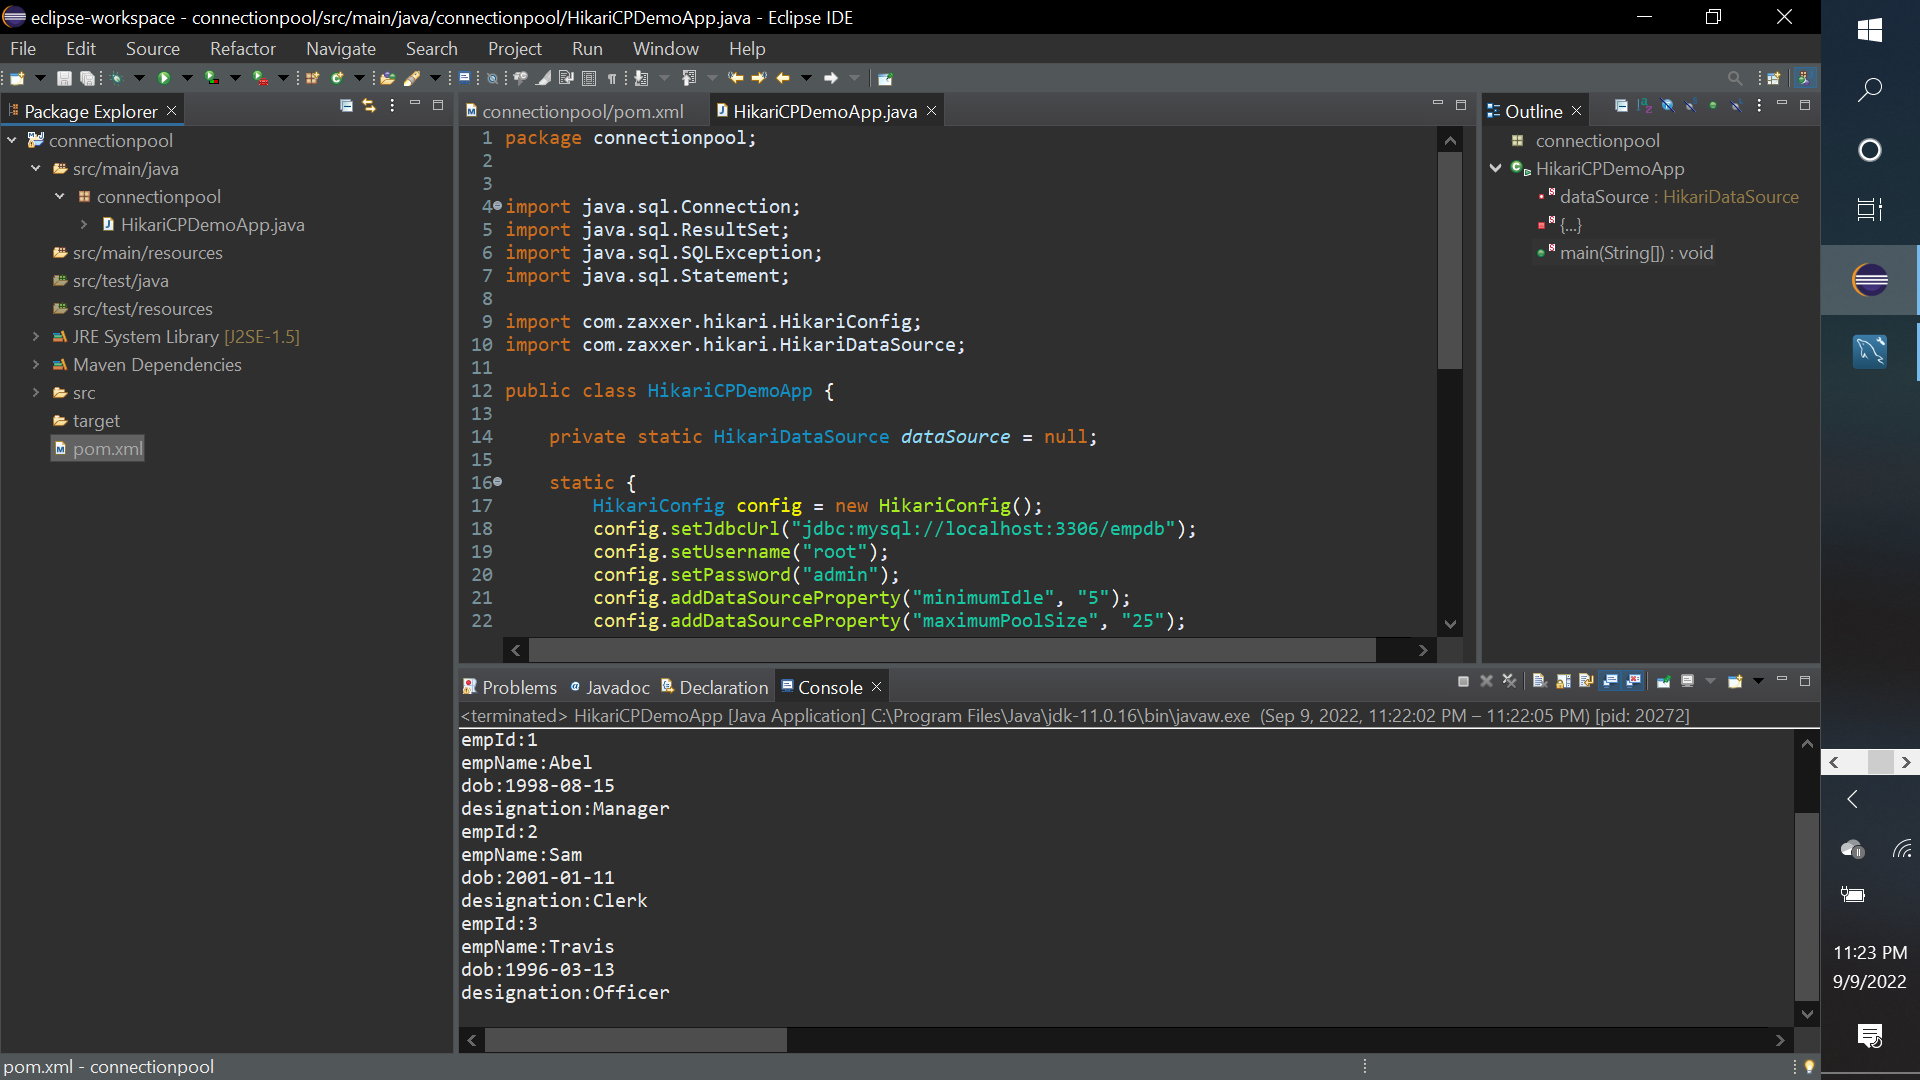 eclipse-workspace - connectionpool/src/main/java/connectionpool/HikariCPDemoApp.java - Eclipse IDE
File Edit Source Refactor Navigate Search Project Run Window Help
Package Explorer
connectionpool
src/main/java
connectionpool
HikariCPDemoApp.java
src/main/resources
src/test/java
src/test/resources
JRE System Library [J2SE-1.5]
Maven Dependencies
src
target
pom.xml
connectionpool/pom.xml HikariCPDemoApp.java
1 package connectionpool;
2
3
4 import java.sql.Connection;
5 import java.sql.ResultSet;
6 import java.sql.SQLException;
7 import java.sql.Statement;
8
9 import com.zaxxer.hikari.HikariConfig;
10 import com.zaxxer.hikari.HikariDataSource;
11
12 public class HikariCPDemoApp {
13
14 private static HikariDataSource dataSource = null;
15
16 static {
17 HikariConfig config = new HikariConfig();
18 config.setJdbcUrl("jdbc:mysql://localhost:3306/empdb");
19 config.setUsername("root");
20 config.setPassword("admin");
21 config.addDataSourceProperty("minimumIdle", "5");
22 config.addDataSourceProperty("maximumPoolSize", "25");
Outline
connectionpool
HikariCPDemoApp
dataSource : HikariDataSource
{...}
main(String[]) : void
Problems Javadoc Declaration Console
<terminated> HikariCPDemoApp [Java Application] C:\Program Files\Java\jdk-11.0.16\bin\javaw.exe (Sep 9, 2022, 11:22:02 PM – 11:22:05 PM) [pid: 20272]
empId:1
empName:Abel
dob:1998-08-15
designation:Manager
empId:2
empName:Sam
dob:2001-01-11
designation:Clerk
empId:3
empName:Travis
dob:1996-03-13
designation:Officer
pom.xml - connectionpool
11:23 PM
9/9/2022